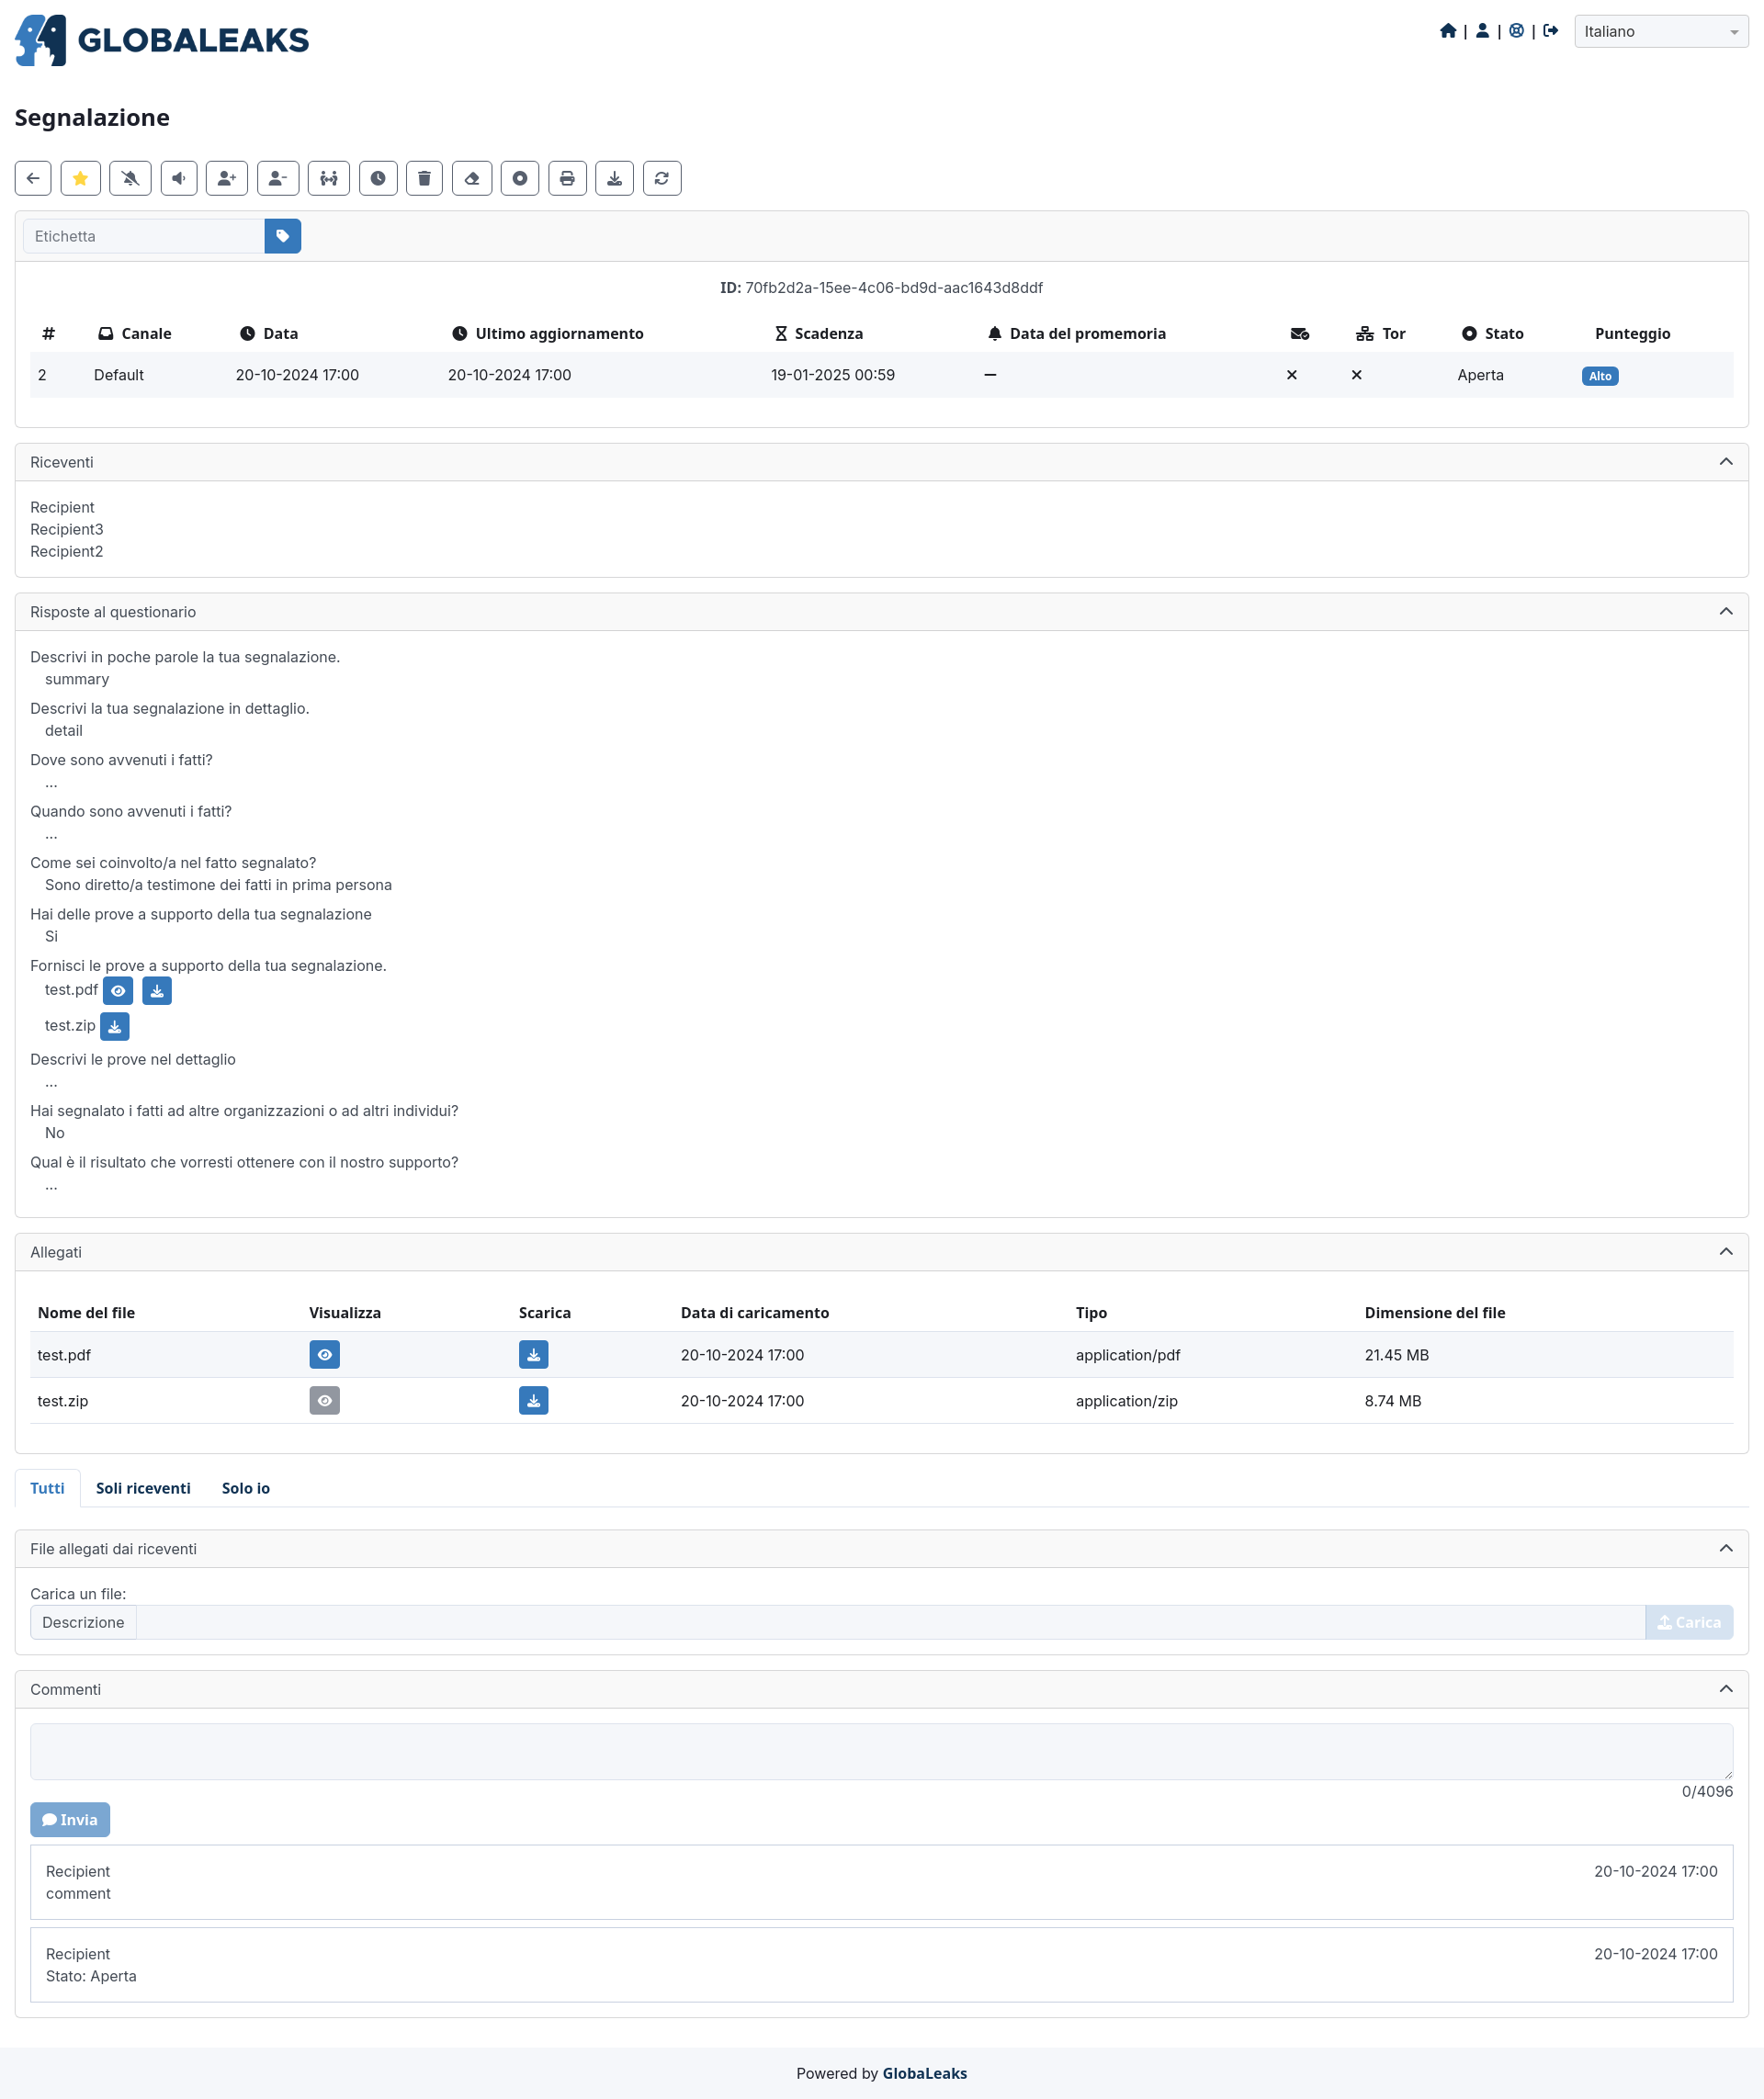 GLOBALEAKS
| | | Italiano
Segnalazione
Etichetta
ID: 70fb2d2a-15ee-4c06-bd9d-aac1643d8ddf
# Canale Data Ultimo aggiornamento Scadenza Data del promemoria Tor Stato Punteggio
2 Default 20-10-2024 17:00 20-10-2024 17:00 19-01-2025 00:59 Aperta Alto
Riceventi
Recipient
Recipient3
Recipient2
Risposte al questionario
Descrivi in poche parole la tua segnalazione.
summary
Descrivi la tua segnalazione in dettaglio.
detail
Dove sono avvenuti i fatti?
...
Quando sono avvenuti i fatti?
...
Come sei coinvolto/a nel fatto segnalato?
Sono diretto/a testimone dei fatti in prima persona
Hai delle prove a supporto della tua segnalazione
Si
Fornisci le prove a supporto della tua segnalazione.
test.pdf
test.zip
Descrivi le prove nel dettaglio
...
Hai segnalato i fatti ad altre organizzazioni o ad altri individui?
No
Qual è il risultato che vorresti ottenere con il nostro supporto?
...
Allegati
Nome del file Visualizza Scarica Data di caricamento Tipo Dimensione del file
test.pdf 20-10-2024 17:00 application/pdf 21.45 MB
test.zip 20-10-2024 17:00 application/zip 8.74 MB
Tutti Soli riceventi Solo io
File allegati dai riceventi
Carica un file:
Descrizione Carica
Commenti
0/4096
Invia
Recipient 20-10-2024 17:00
comment
Recipient 20-10-2024 17:00
Stato: Aperta
Powered by GlobaLeaks